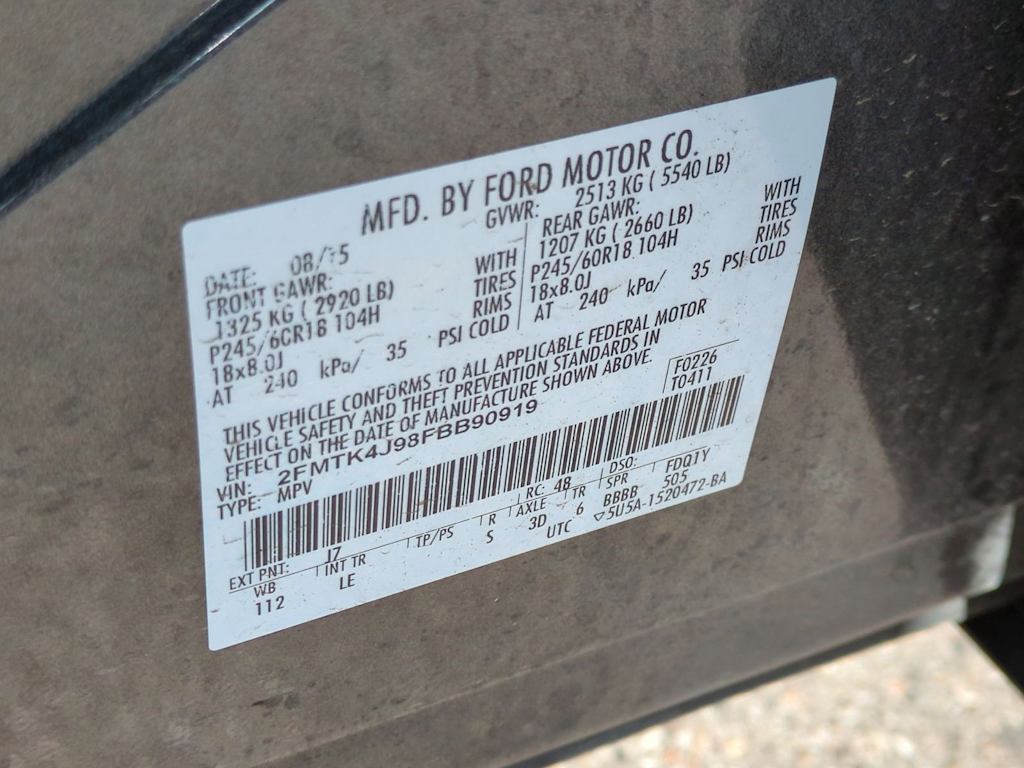 MFD. BY FORD MOTOR CO.
DATE: 08/15 GVWR: 2513 KG ( 5540 LB)
FRONT GAWR: WITH REAR GAWR: WITH
1325 KG ( 2920 LB) TIRES 1207 KG ( 2660 LB) TIRES
P245/60R18 104H RIMS P245/60R18 104H RIMS
18x8.0J PSI COLD 18x8.0J PSI COLD
AT 240 kPa/ 35 AT 240 kPa/ 35
THIS VEHICLE CONFORMS TO ALL APPLICABLE FEDERAL MOTOR
VEHICLE SAFETY AND THEFT PREVENTION STANDARDS IN
EFFECT ON THE DATE OF MANUFACTURE SHOWN ABOVE.
VIN: 2FMTK4J98FBB90919 F0226
TYPE: MPV T0411
EXT PNT: J7 RC: 48 DSO: FDQ1Y
WB INT TR TP/PS R AXLE TR SPR 505
112 LE S 3D 6 BBBB
UTC ▽5U5A-1520472-BA